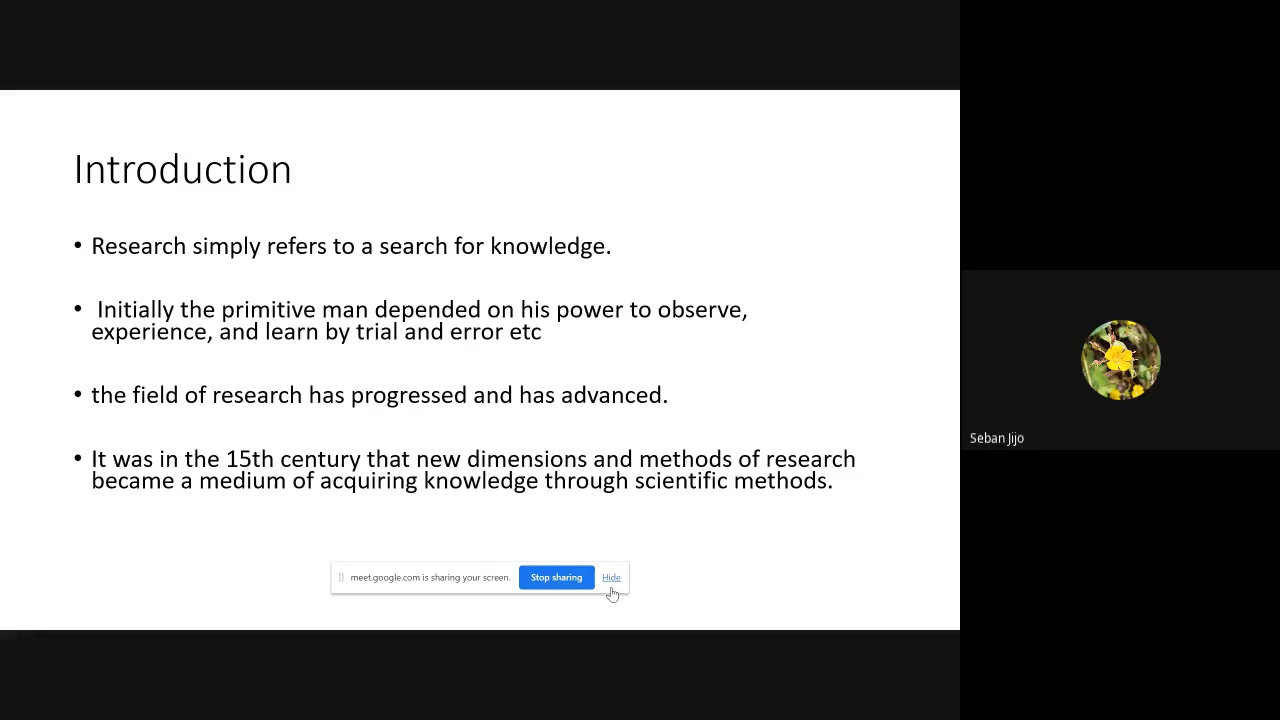 Introduction
• Research simply refers to a search for knowledge.
• Initially the primitive man depended on his power to observe,
experience, and learn by trial and error etc
• the field of research has progressed and has advanced.
• It was in the 15th century that new dimensions and methods of research
became a medium of acquiring knowledge through scientific methods.
meet.google.com is sharing your screen. Stop sharing Hide
Seban Jijo